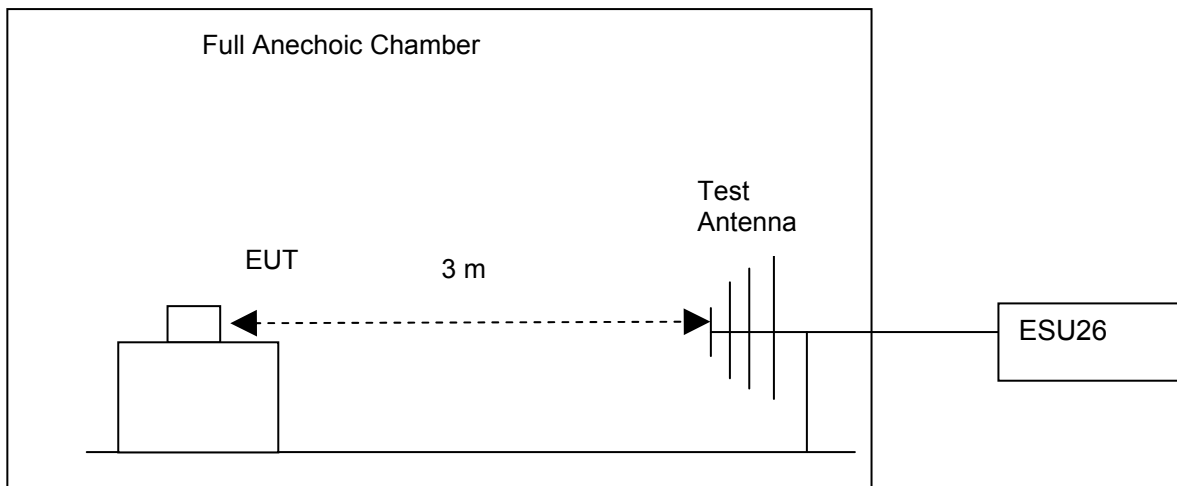 Full Anechoic Chamber
Test
Antenna
EUT
3 m
ESU26